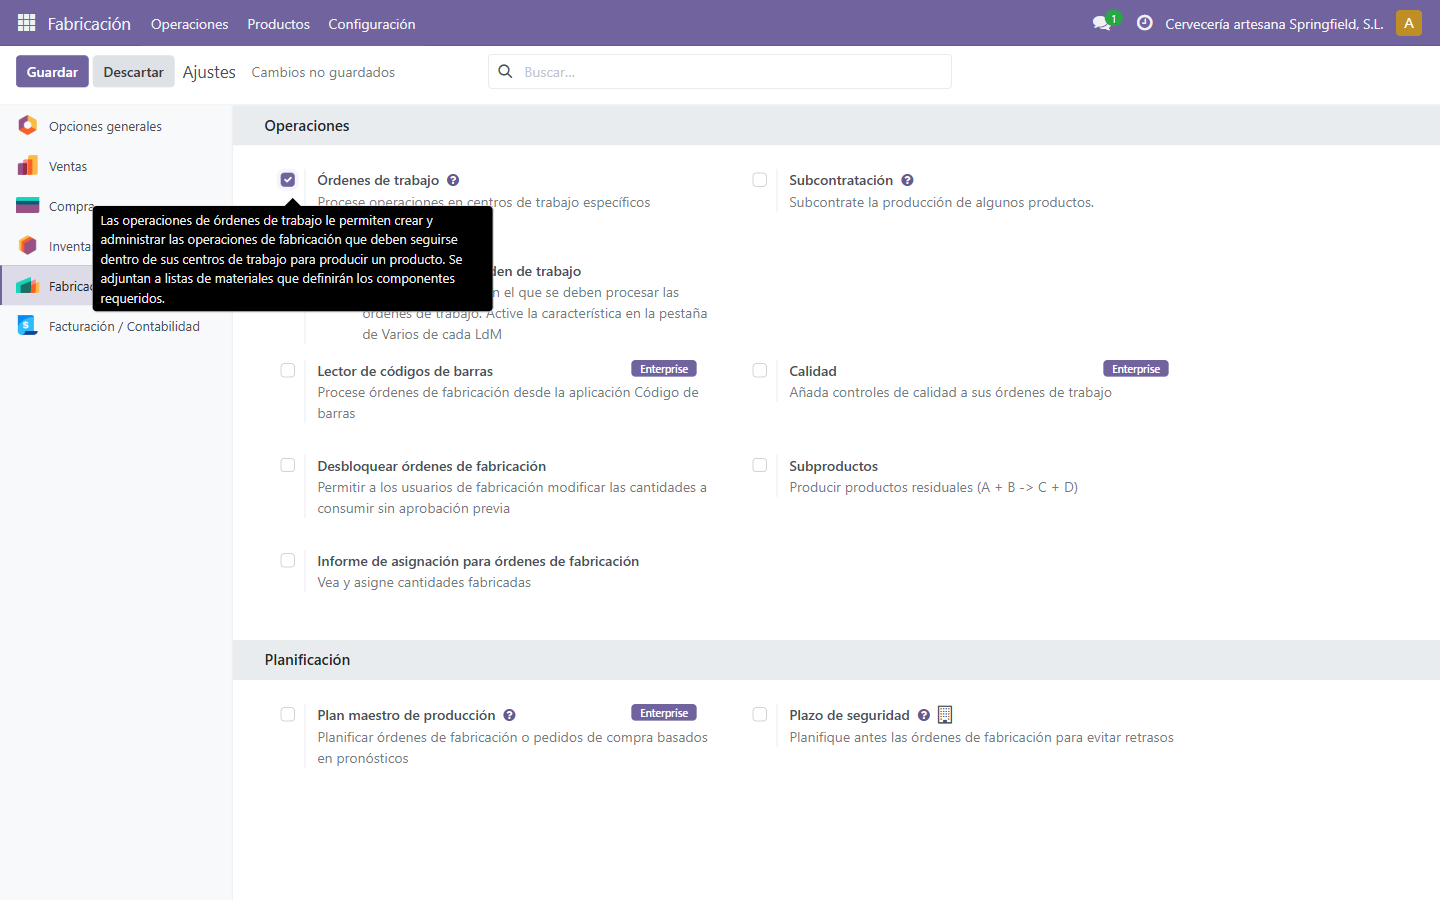 Fabricación Operaciones Productos Configuración 1 Cervecería artesana Springfield, S.L. A
Guardar Descartar Ajustes Cambios no guardados Buscar...
Opciones generales
Ventas
Compra
Inventa
Fabricac
Facturación / Contabilidad
Operaciones
Órdenes de trabajo
Procese operaciones en centros de trabajo específicos
Las operaciones de órdenes de trabajo le permiten crear y
administrar las operaciones de fabricación que deben seguirse
dentro de sus centros de trabajo para producir un producto. Se
adjuntan a listas de materiales que definirán los componentes
requeridos.
den de trabajo
n el que se deben procesar las
órdenes de trabajo. Active la característica en la pestaña
de Varios de cada LdM
Subcontratación
Subcontrate la producción de algunos productos.
Lector de códigos de barras Enterprise
Procese órdenes de fabricación desde la aplicación Código de
barras
Calidad Enterprise
Añada controles de calidad a sus órdenes de trabajo
Desbloquear órdenes de fabricación
Permitir a los usuarios de fabricación modificar las cantidades a
consumir sin aprobación previa
Subproductos
Producir productos residuales (A + B -> C + D)
Informe de asignación para órdenes de fabricación
Vea y asigne cantidades fabricadas
Planificación
Plan maestro de producción Enterprise
Planificar órdenes de fabricación o pedidos de compra basados
en pronósticos
Plazo de seguridad
Planifique antes las órdenes de fabricación para evitar retrasos